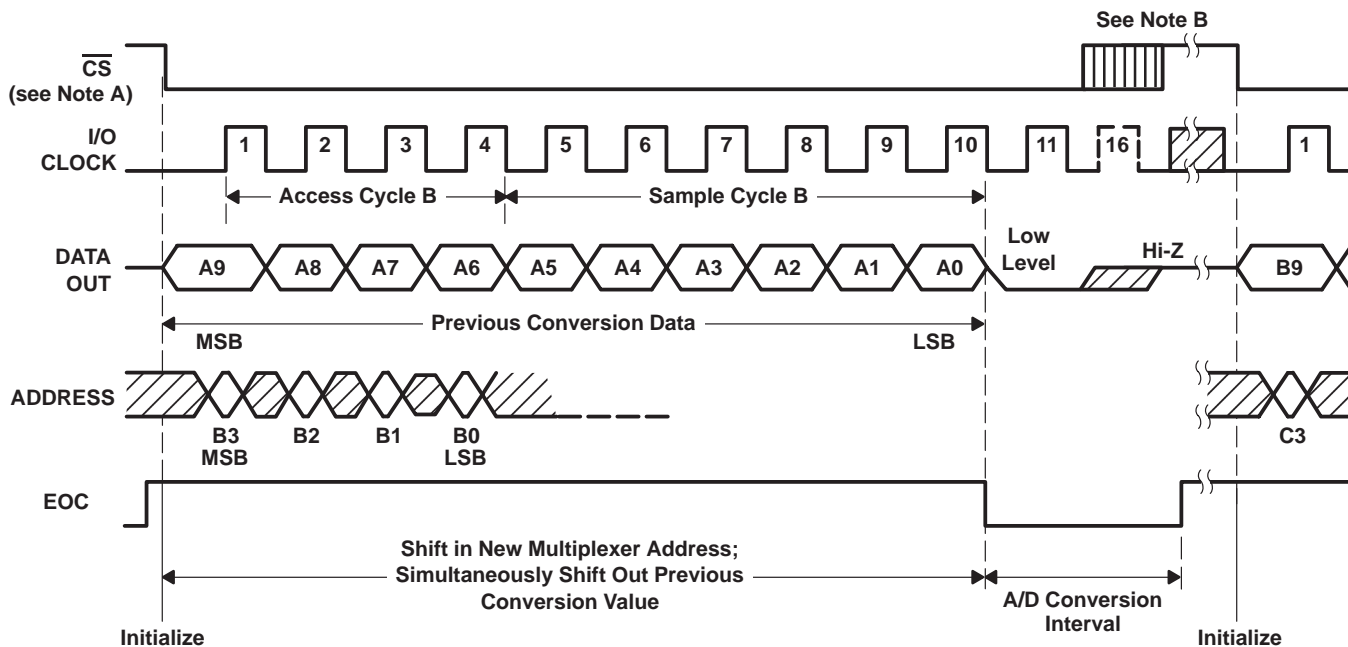 See Note B
CS
(see Note A)
I/O
CLOCK
1 2 3 4 5 6 7 8 9 10 11 16 1
Access Cycle B
Sample Cycle B
DATA
OUT
A9 A8 A7 A6 A5 A4 A3 A2 A1 A0
Low
Level
Hi-Z
B9
Previous Conversion Data
MSB
LSB
ADDRESS
B3
MSB
B2
B1
B0
LSB
C3
EOC
Shift in New Multiplexer Address;
Simultaneously Shift Out Previous
Conversion Value
A/D Conversion
Interval
Initialize
Initialize